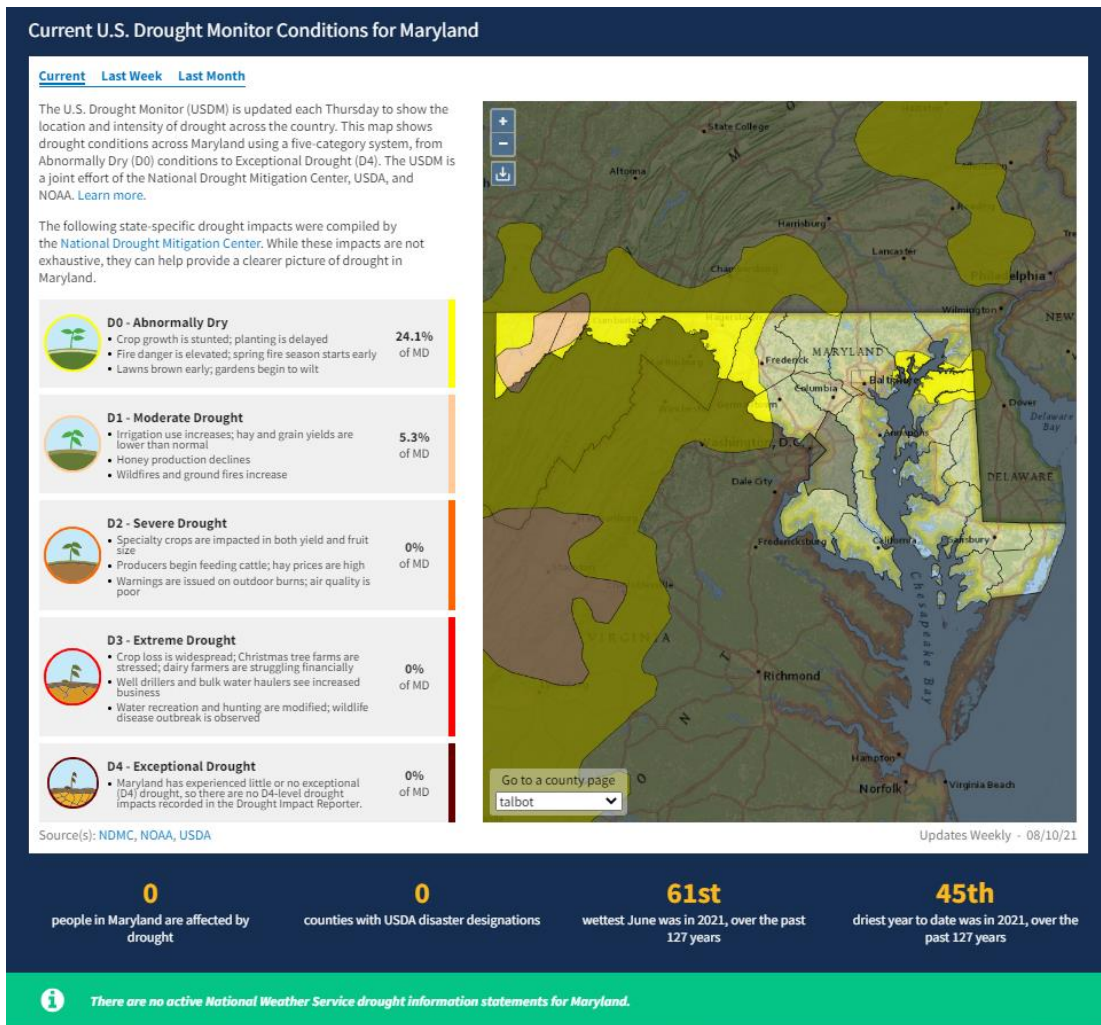 Current U.S. Drought Monitor Conditions for Maryland
Current Last Week Last Month
The U.S. Drought Monitor (USDM) is updated each Thursday to show the
location and intensity of drought across the country. This map shows
drought conditions across Maryland using a five-category system, from
Abnormally Dry (D0) conditions to Exceptional Drought (D4). The USDM is
a joint effort of the National Drought Mitigation Center, USDA, and
NOAA. Learn more.
The following state-specific drought impacts were compiled by
the National Drought Mitigation Center. While these impacts are not
exhaustive, they can help provide a clearer picture of drought in
Maryland.
D0 - Abnormally Dry
• Crop growth is stunted; planting is delayed
• Fire danger is elevated; spring fire season starts early
• Lawns brown early; gardens begin to wilt
24.1%
of MD
D1 - Moderate Drought
• Irrigation use increases; hay and grain yields are
lower than normal
• Honey production declines
• Wildfires and ground fires increase
5.3%
of MD
D2 - Severe Drought
• Specialty crops are impacted in both yield and fruit
size
• Producers begin feeding cattle; hay prices are high
• Warnings are issued on outdoor burns; air quality is
poor
0%
of MD
D3 - Extreme Drought
• Crop loss is widespread; Christmas tree farms are
stressed; dairy farmers are struggling financially
• Well drillers and bulk water haulers see increased
business
• Water recreation and hunting are modified; wildlife
disease outbreak is observed
0%
of MD
D4 - Exceptional Drought
• Maryland has experienced little or no exceptional
(D4) drought, so there are no D4-level drought
impacts recorded in the Drought Impact Reporter.
0%
of MD
Source(s): NDMC, NOAA, USDA
+
−
State College
Altoona
Harrisburg
Lancaster
Philadelphia
Wilmington
NEW
Frederick
MARYLAND
Columbia
Baltimore
Dover
Delaware
Bay
Annapolis
Washington, D.C.
Dale City
DELAWARE
Fredericksburg
California
Salisbury
Chesapeake Bay
VIRGINIA
Richmond
Hampton
Norfolk
Virginia Beach
Go to a county page
talbot
Updates Weekly - 08/10/21
0
people in Maryland are affected by
drought
0
counties with USDA disaster designations
61st
wettest June was in 2021, over the past
127 years
45th
driest year to date was in 2021, over the
past 127 years
There are no active National Weather Service drought information statements for Maryland.